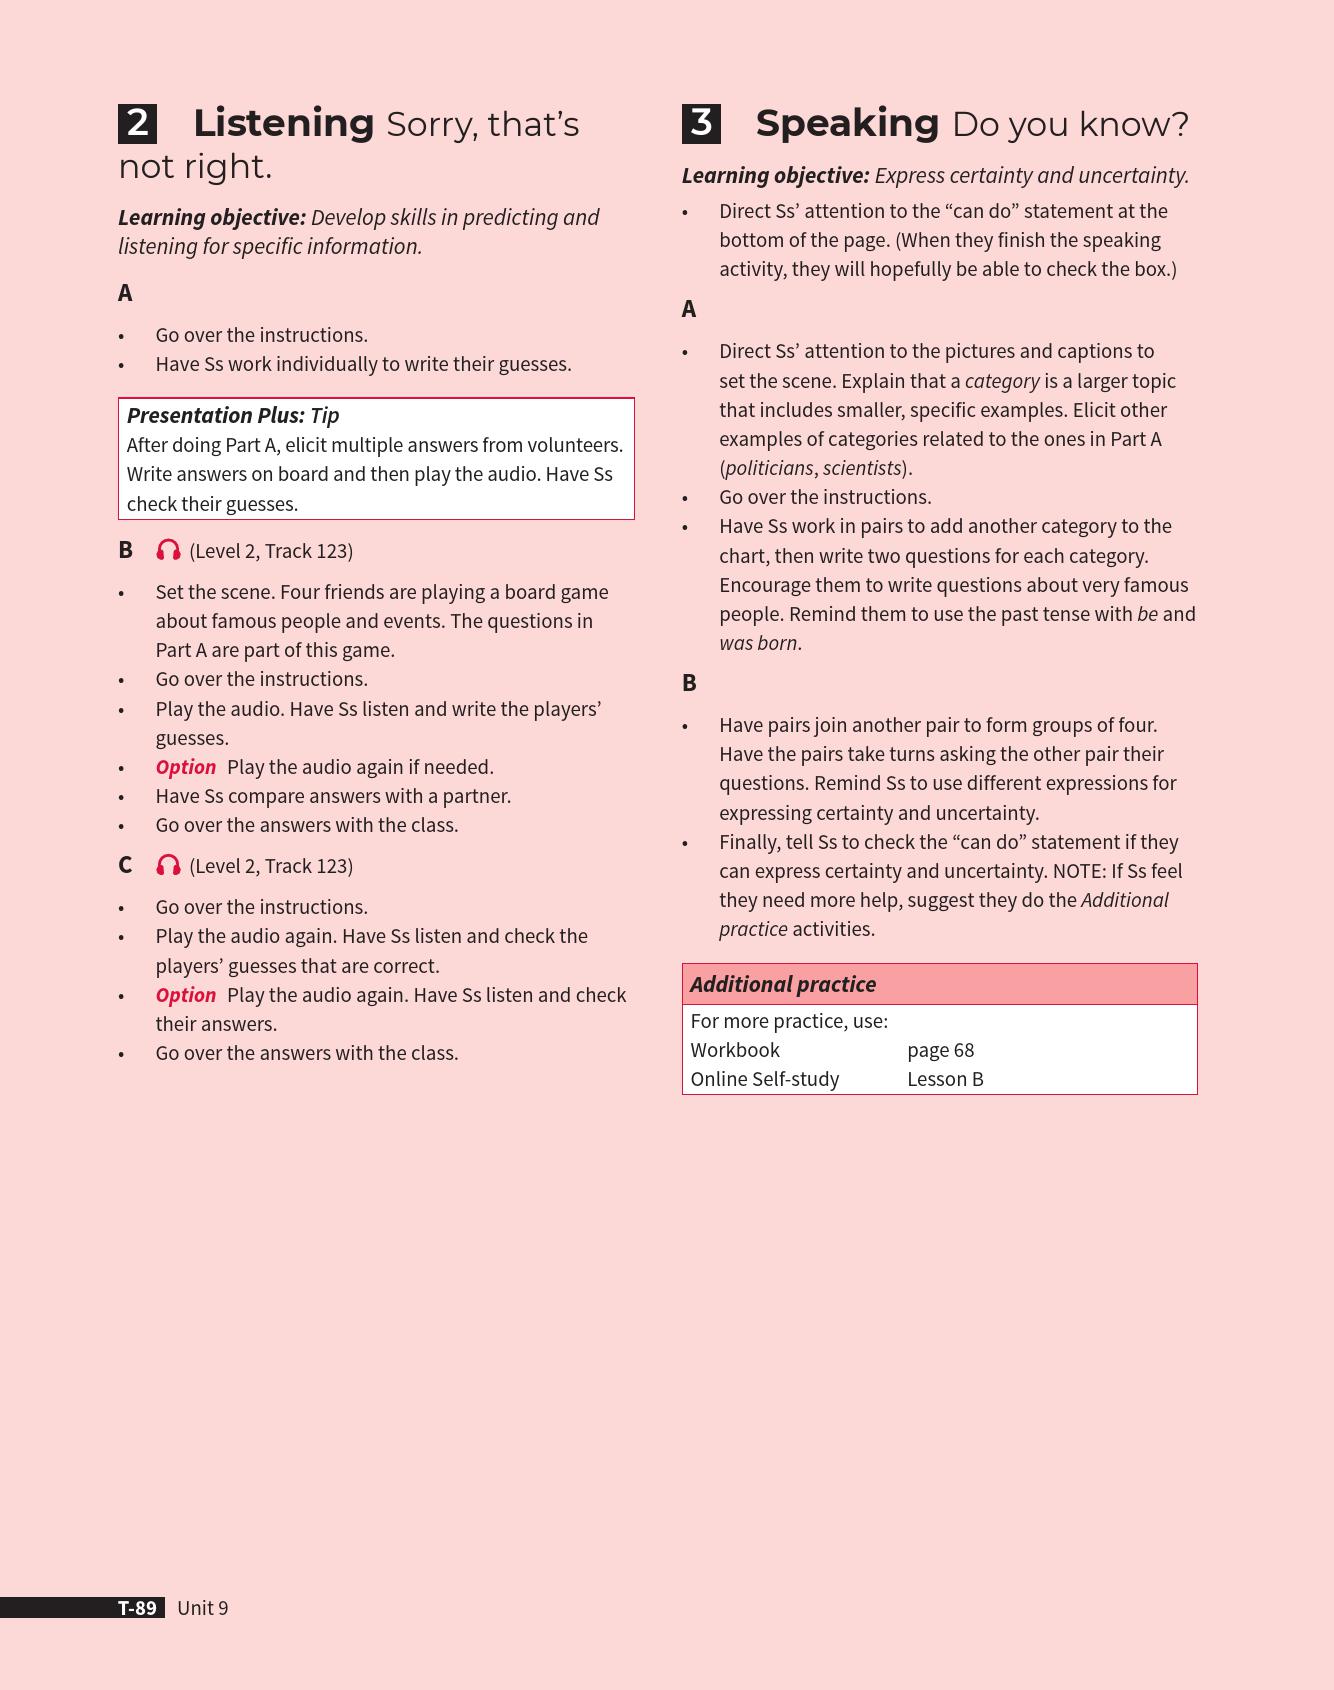 2 Listening Sorry, that’s
not right.
Learning objective: Develop skills in predicting and
listening for specific information.
A
• Go over the instructions.
• Have Ss work individually to write their guesses.
Presentation Plus: Tip
After doing Part A, elicit multiple answers from volunteers.
Write answers on board and then play the audio. Have Ss
check their guesses.
B (Level 2, Track 123)
• Set the scene. Four friends are playing a board game
about famous people and events. The questions in
Part A are part of this game.
• Go over the instructions.
• Play the audio. Have Ss listen and write the players’
guesses.
• Option Play the audio again if needed.
• Have Ss compare answers with a partner.
• Go over the answers with the class.
C (Level 2, Track 123)
• Go over the instructions.
• Play the audio again. Have Ss listen and check the
players’ guesses that are correct.
• Option Play the audio again. Have Ss listen and check
their answers.
• Go over the answers with the class.
3 Speaking Do you know?
Learning objective: Express certainty and uncertainty.
• Direct Ss’ attention to the “can do” statement at the
bottom of the page. (When they finish the speaking
activity, they will hopefully be able to check the box.)
A
• Direct Ss’ attention to the pictures and captions to
set the scene. Explain that a category is a larger topic
that includes smaller, specific examples. Elicit other
examples of categories related to the ones in Part A
(politicians, scientists).
• Go over the instructions.
• Have Ss work in pairs to add another category to the
chart, then write two questions for each category.
Encourage them to write questions about very famous
people. Remind them to use the past tense with be and
was born.
B
• Have pairs join another pair to form groups of four.
Have the pairs take turns asking the other pair their
questions. Remind Ss to use different expressions for
expressing certainty and uncertainty.
• Finally, tell Ss to check the “can do” statement if they
can express certainty and uncertainty. NOTE: If Ss feel
they need more help, suggest they do the Additional
practice activities.
Additional practice
For more practice, use:
Workbook page 68
Online Self-study Lesson B
T-89 Unit 9